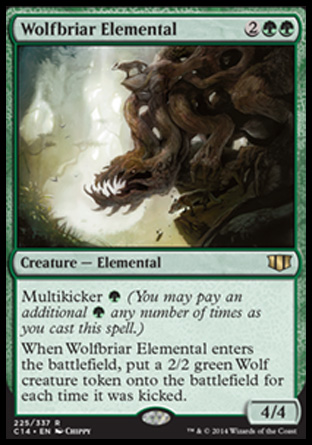 Wolfbriar Elemental 2
Creature — Elemental
Multikicker (You may pay an
additional any number of times as
you cast this spell.)
When Wolfbriar Elemental enters
the battlefield, put a 2/2 green Wolf
creature token onto the battlefield for
each time it was kicked.
4/4
225/337 R
C14 • EN CHIPPY
™ & © 2014 Wizards of the Coast